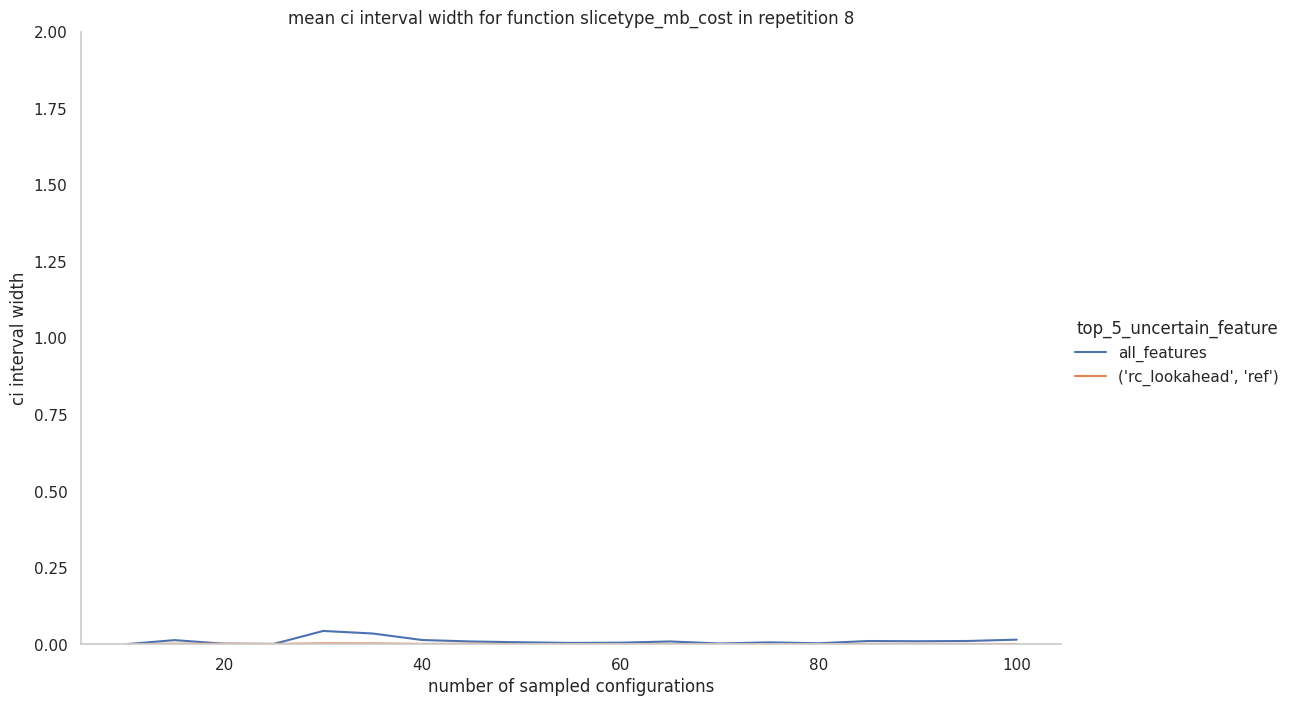 mean ci interval width for function slicetype_mb_cost in repetition 8
2.00
1.75
1.50
1.25
1.00
0.75
0.50
0.25
0.00
ci interval width
20
40
60
80
100
number of sampled configurations
top_5_uncertain_feature
all_features
('rc_lookahead', 'ref')